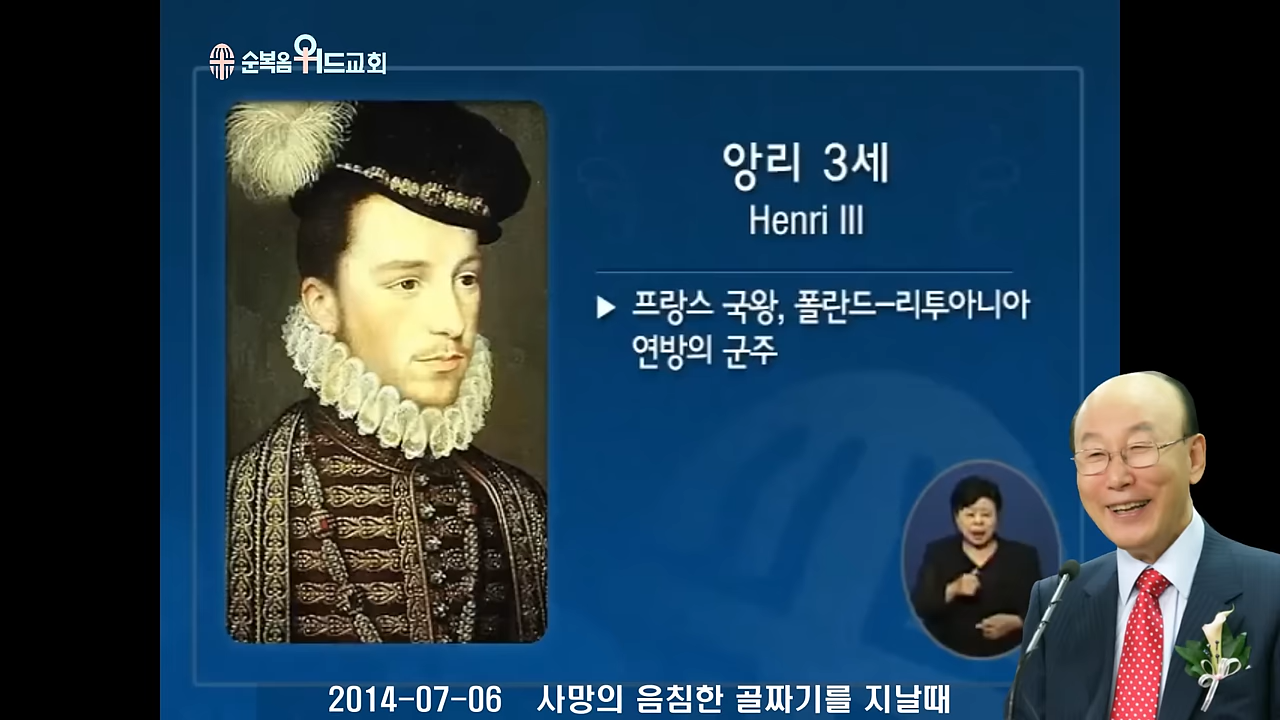 순복음워드교회
앙리 3세
Henri III
▶ 프랑스 국왕, 폴란드-리투아니아
연방의 군주
2014-07-06 사망의 음침한 골짜기를 지날때